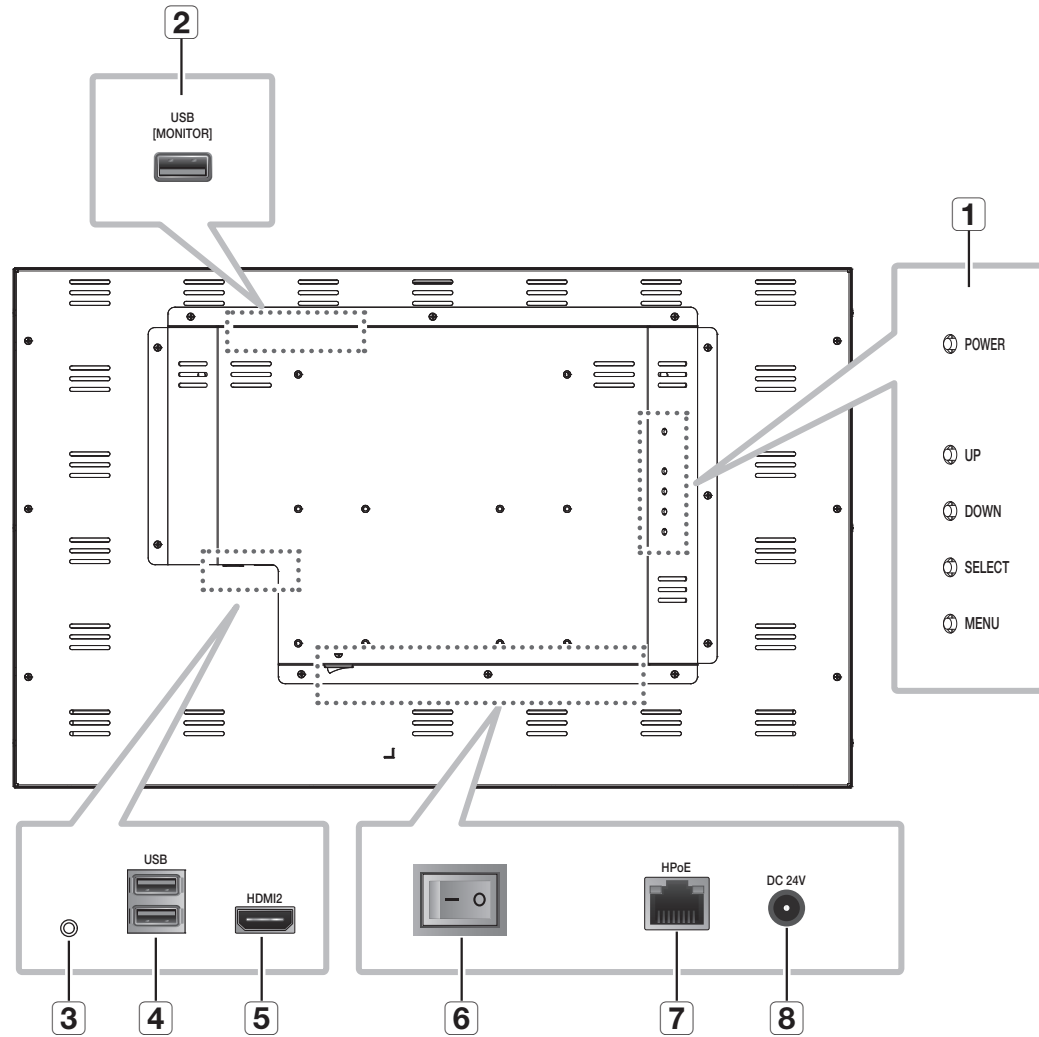 2
USB
[MONITOR]
1
POWER
UP
DOWN
SELECT
MENU
USB
HDMI2
HPoE
DC 24V
3
4
5
6
7
8